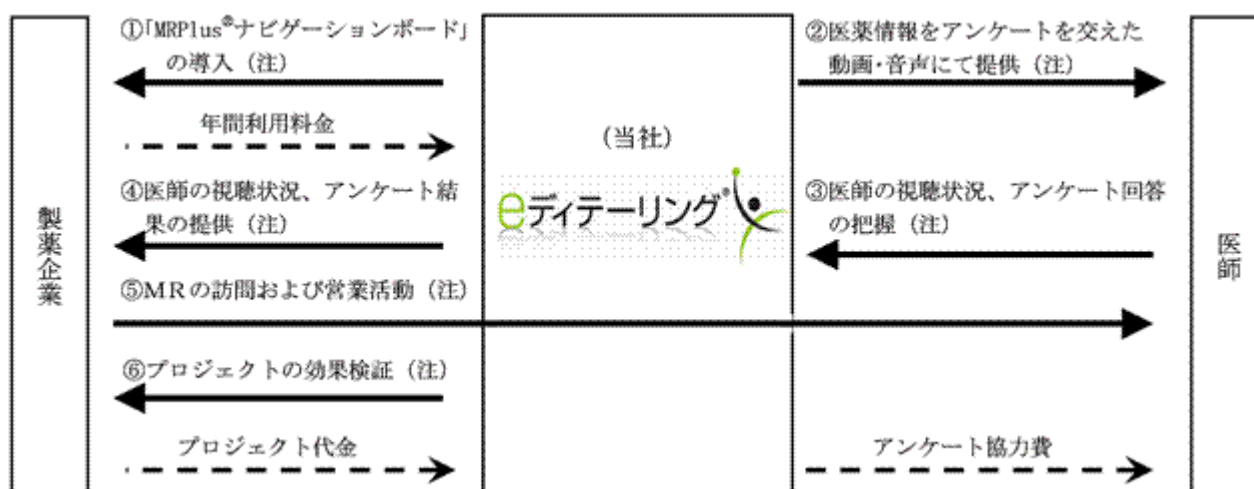 ①「MRPlus®ナビゲーションボード」
の導入（注）
年間利用料金
④医師の視聴状況、アンケート結
果の提供（注）
⑤ＭＲの訪問および営業活動（注）
⑥プロジェクトの効果検証（注）
プロジェクト代金
製薬企業
（当社）
eディテーリング®
②医薬情報をアンケートを交えた
動画・音声にて提供（注）
③医師の視聴状況、アンケート回答
の把握（注）
アンケート協力費
医師